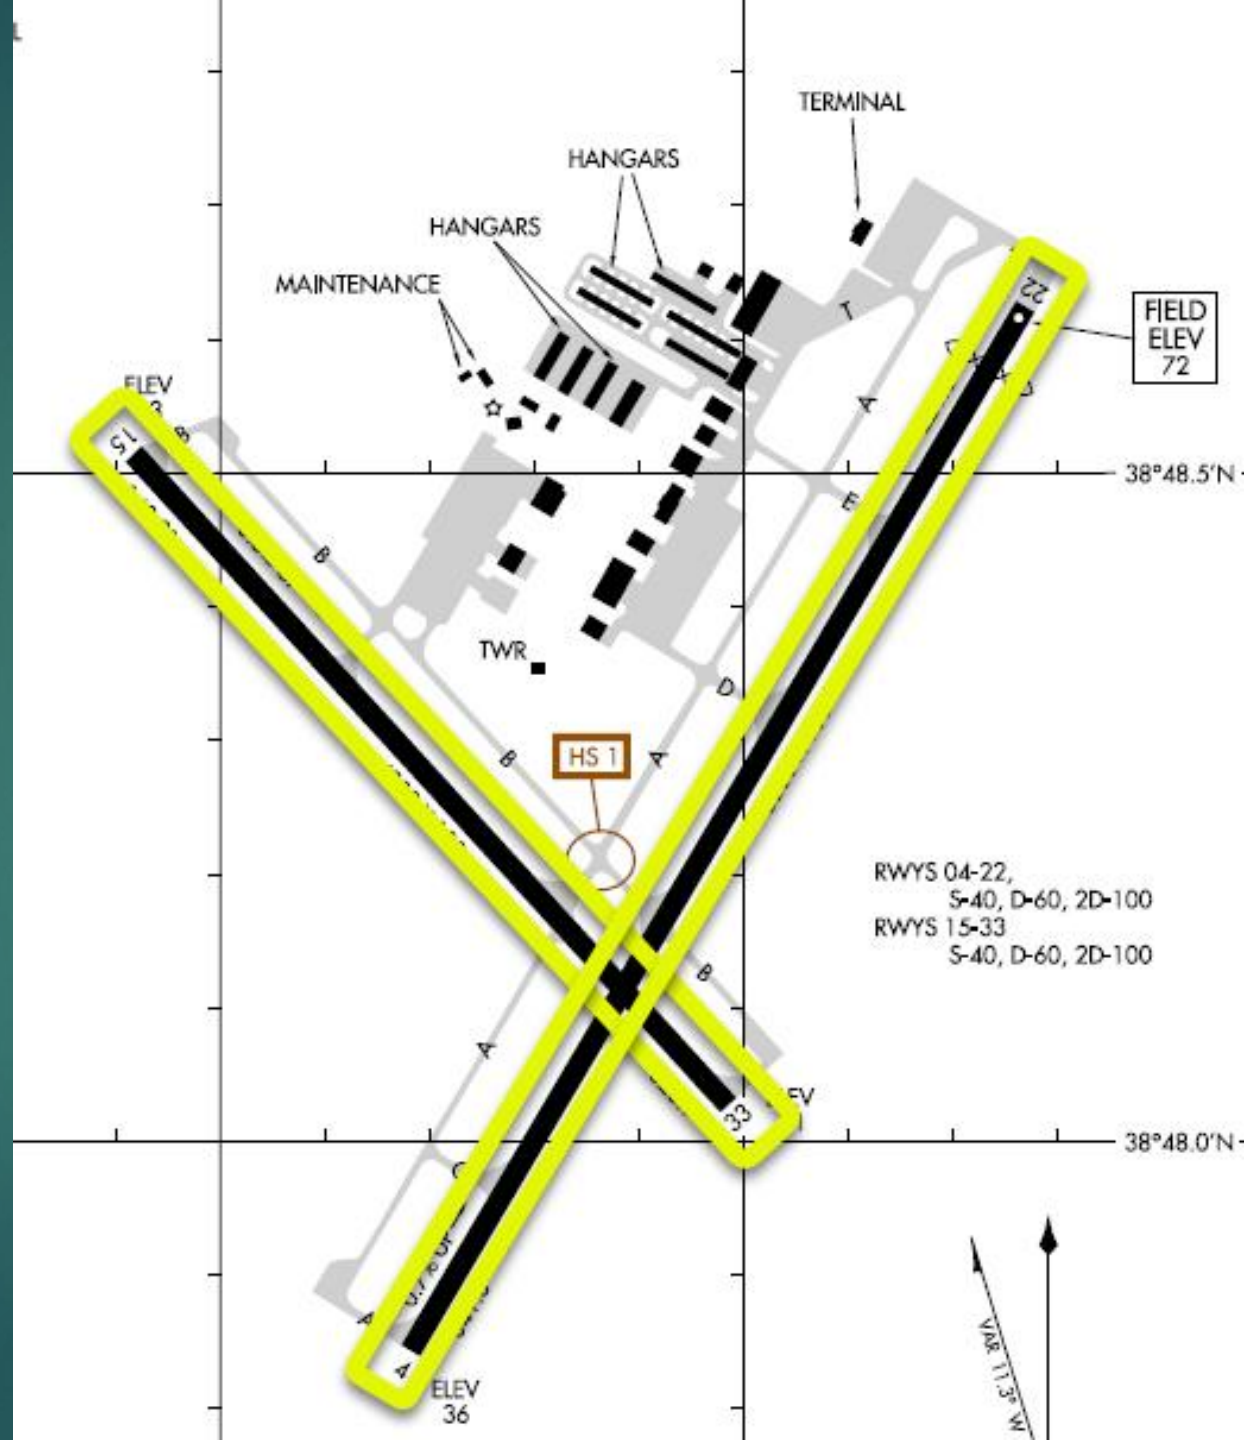 TERMINAL
HANGARS
HANGARS
MAINTENANCE
22
FIELD
ELEV
72
T
A
ELEV
15
B
38°48.5'N
E
B
TWR
D
HS 1
B
A
RWYS 04-22,
S-40, D-60, 2D-100
RWYS 15-33
S-40, D-60, 2D-100
B
A
33
38°48.0'N
A
4
ELEV
36
VAR 11.3° W